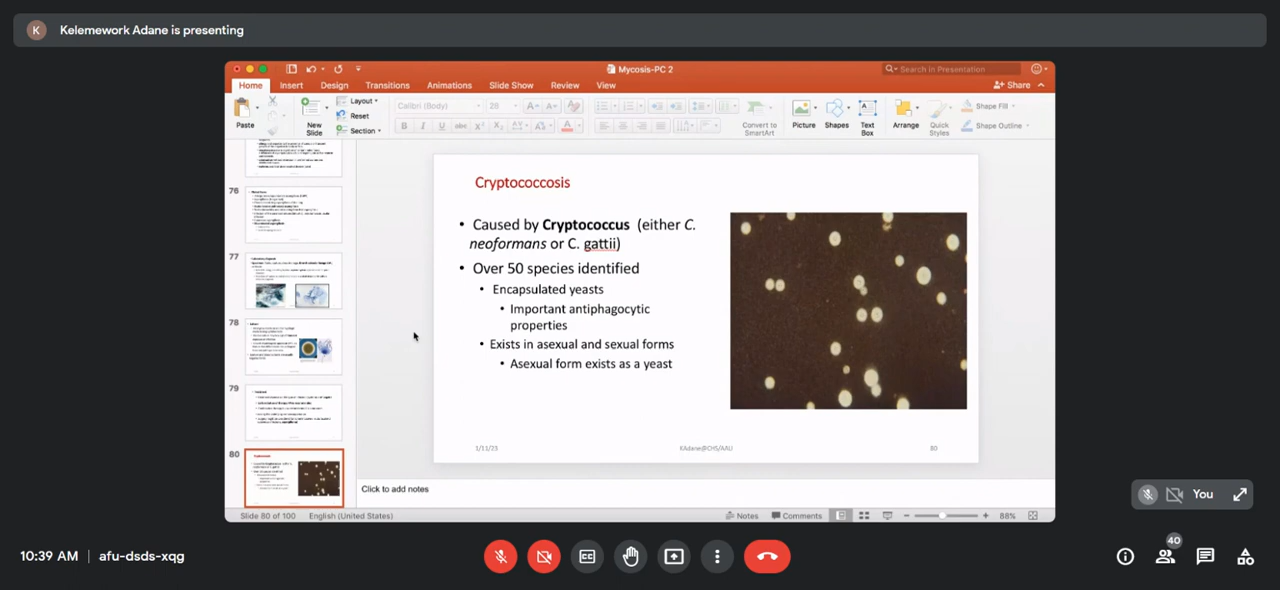 K
Kelemework Adane is presenting
Mycosis-PC 2
Search in Presentation
Home Insert Design Transitions Animations Slide Show Review View
Share
Paste
New Slide
Layout
Reset
Section
Calibri (Body) 28
Convert to SmartArt
Picture
Shapes
Text Box
Arrange
Quick Styles
Shape Fill
Shape Outline
76
77
78
79
80
Cryptococcosis
• Caused by Cryptococcus (either C.
neoformans or C. gattii)
• Over 50 species identified
• Encapsulated yeasts
• Important antiphagocytic
properties
• Exists in asexual and sexual forms
• Asexual form exists as a yeast
1/11/23 KAdane@CHS/AAU 80
Click to add notes
Slide 80 of 100 English (United States) Notes Comments 88%
You
40
10:39 AM | afu-dsds-xqg